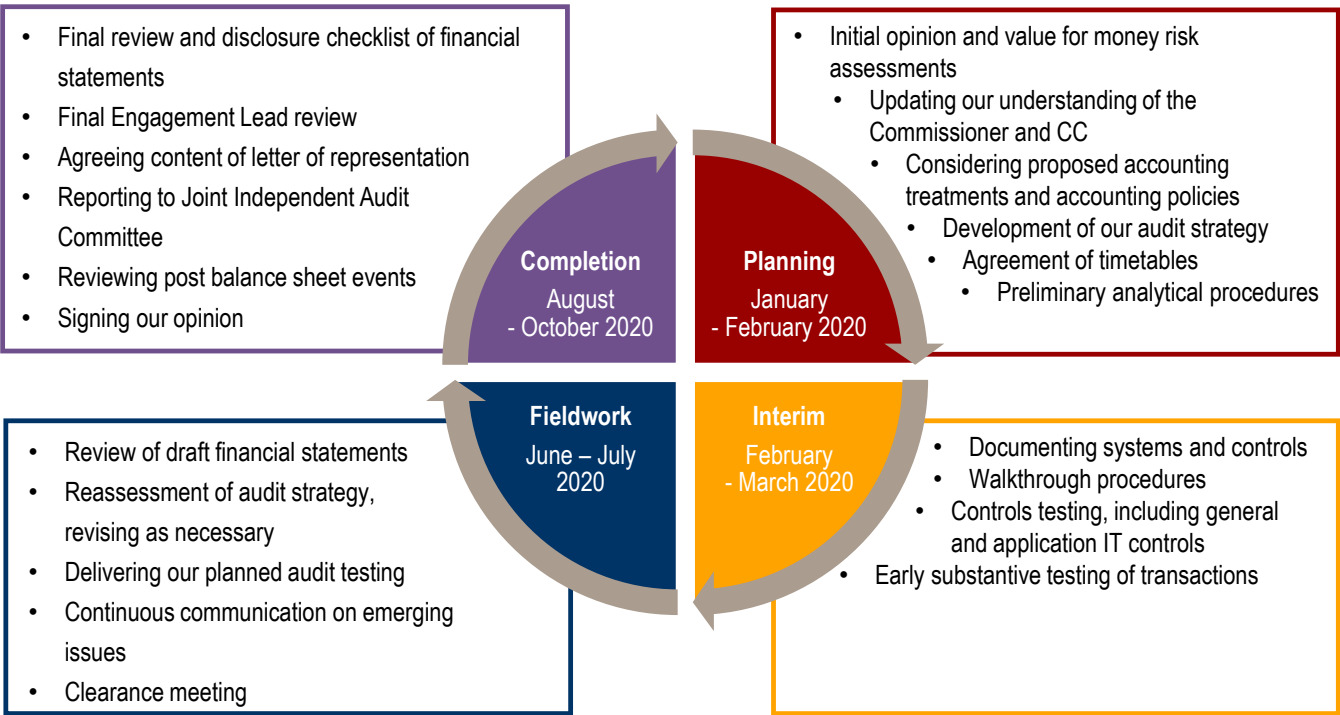 • Final review and disclosure checklist of financial
statements
• Final Engagement Lead review
• Agreeing content of letter of representation
• Reporting to Joint Independent Audit
Committee
• Reviewing post balance sheet events
• Signing our opinion
• Initial opinion and value for money risk
assessments
• Updating our understanding of the
Commissioner and CC
• Considering proposed accounting
treatments and accounting policies
• Development of our audit strategy
• Agreement of timetables
• Preliminary analytical procedures
Completion
August
- October 2020
Planning
January
- February 2020
Fieldwork
June – July
2020
Interim
February
- March 2020
• Review of draft financial statements
• Reassessment of audit strategy,
revising as necessary
• Delivering our planned audit testing
• Continuous communication on emerging
issues
• Clearance meeting
• Documenting systems and controls
• Walkthrough procedures
• Controls testing, including general
and application IT controls
• Early substantive testing of transactions